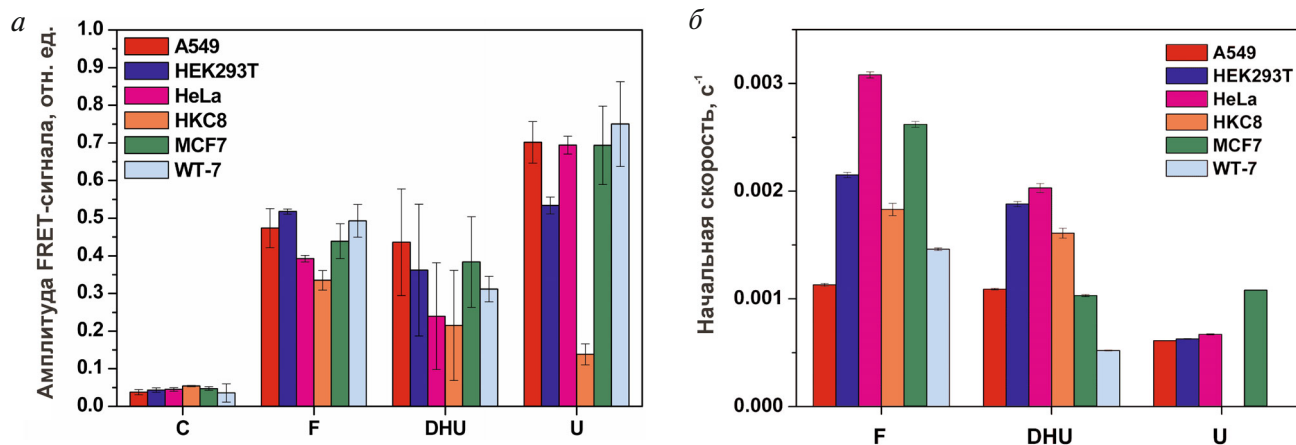 а
Амплитуда FRET-сигнала, отн. ед.
1.0
0.9
0.8
0.7
0.6
0.5
0.4
0.3
0.2
0.1
0.0
A549
HEK293T
HeLa
HKC8
MCF7
WT-7
C F DHU U
б
Начальная скорость, с⁻¹
0.003
0.002
0.001
0.000
A549
HEK293T
HeLa
HKC8
MCF7
WT-7
F DHU U